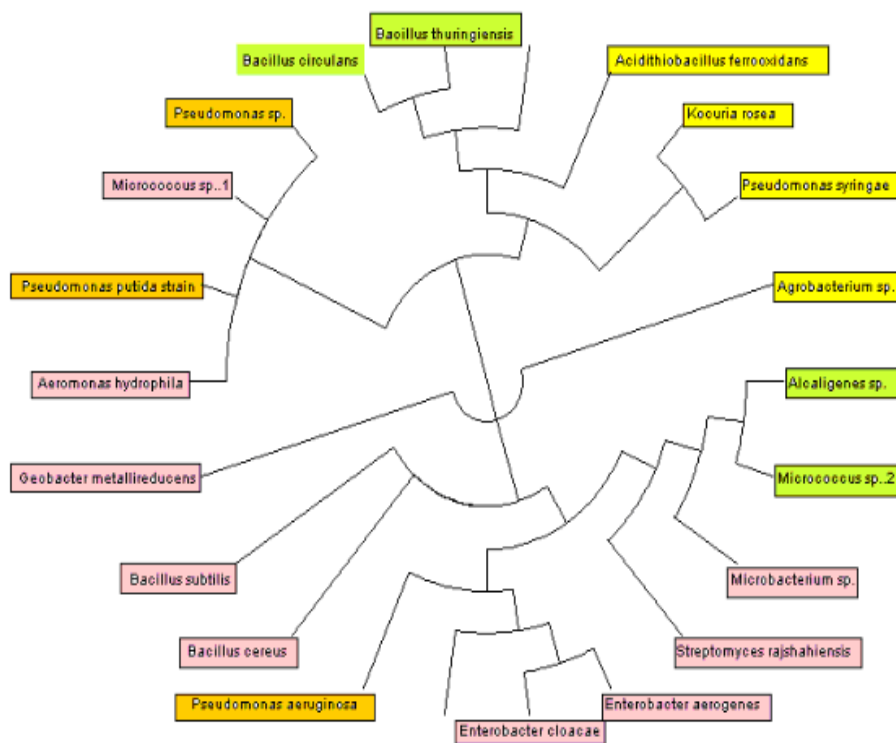 Bacillus thuringiensis
Bacillus circulans
Acidithiobacillus ferrooxidans
Pseudomonas sp.
Kocuria rosea
Micrococcus sp..1
Pseudomonas syringae
Pseudomonas putida strain
Agrobacterium sp.
Aeromonas hydrophila
Alcaligenes sp.
Geobacter metallireducens
Micrococcus sp..2
Bacillus subtilis
Microbacterium sp.
Bacillus cereus
Streptomyces rajshahiensis
Pseudomonas aeruginosa
Enterobacter aerogenes
Enterobacter cloacae